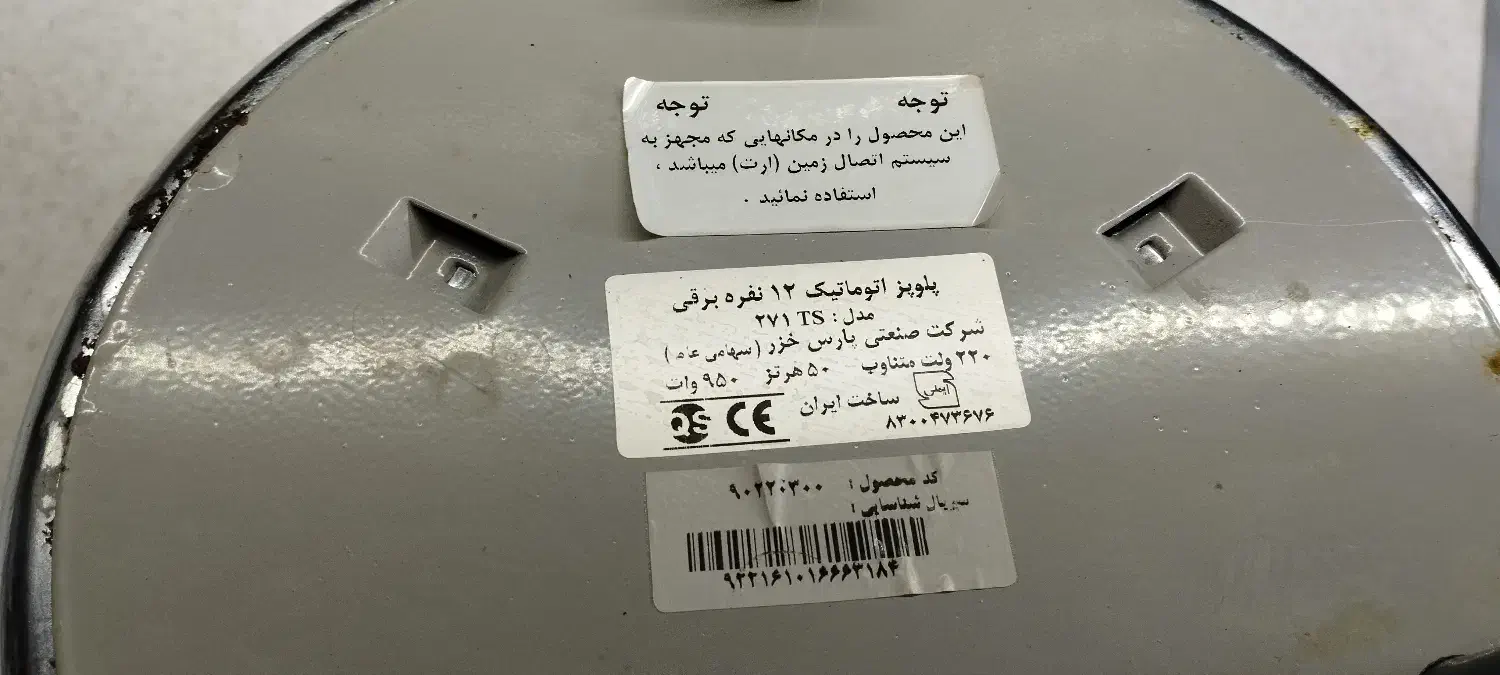 توجه توجه
این محصول را در مکانهایی که مجهز به
سیستم اتصال زمین (ارت) میباشد ،
استفاده نمائید .
پلوپز اتوماتیک ۱۲ نفره برقی
مدل : ۲۷۱ TS
شرکت صنعتی پارس خزر (سهامی عام)
۲۲۰ ولت متناوب ۵۰ هرتز ۹۵۰ وات
ساخت ایران
CE
۸۳۰۰۴۷۳۶۷۶
کد محصول : ۹۰۲۲۰۳۰۰
سریال شناسایی :
۹۲۲۱۶۱۰۱۶۶۶۳۱۸۴